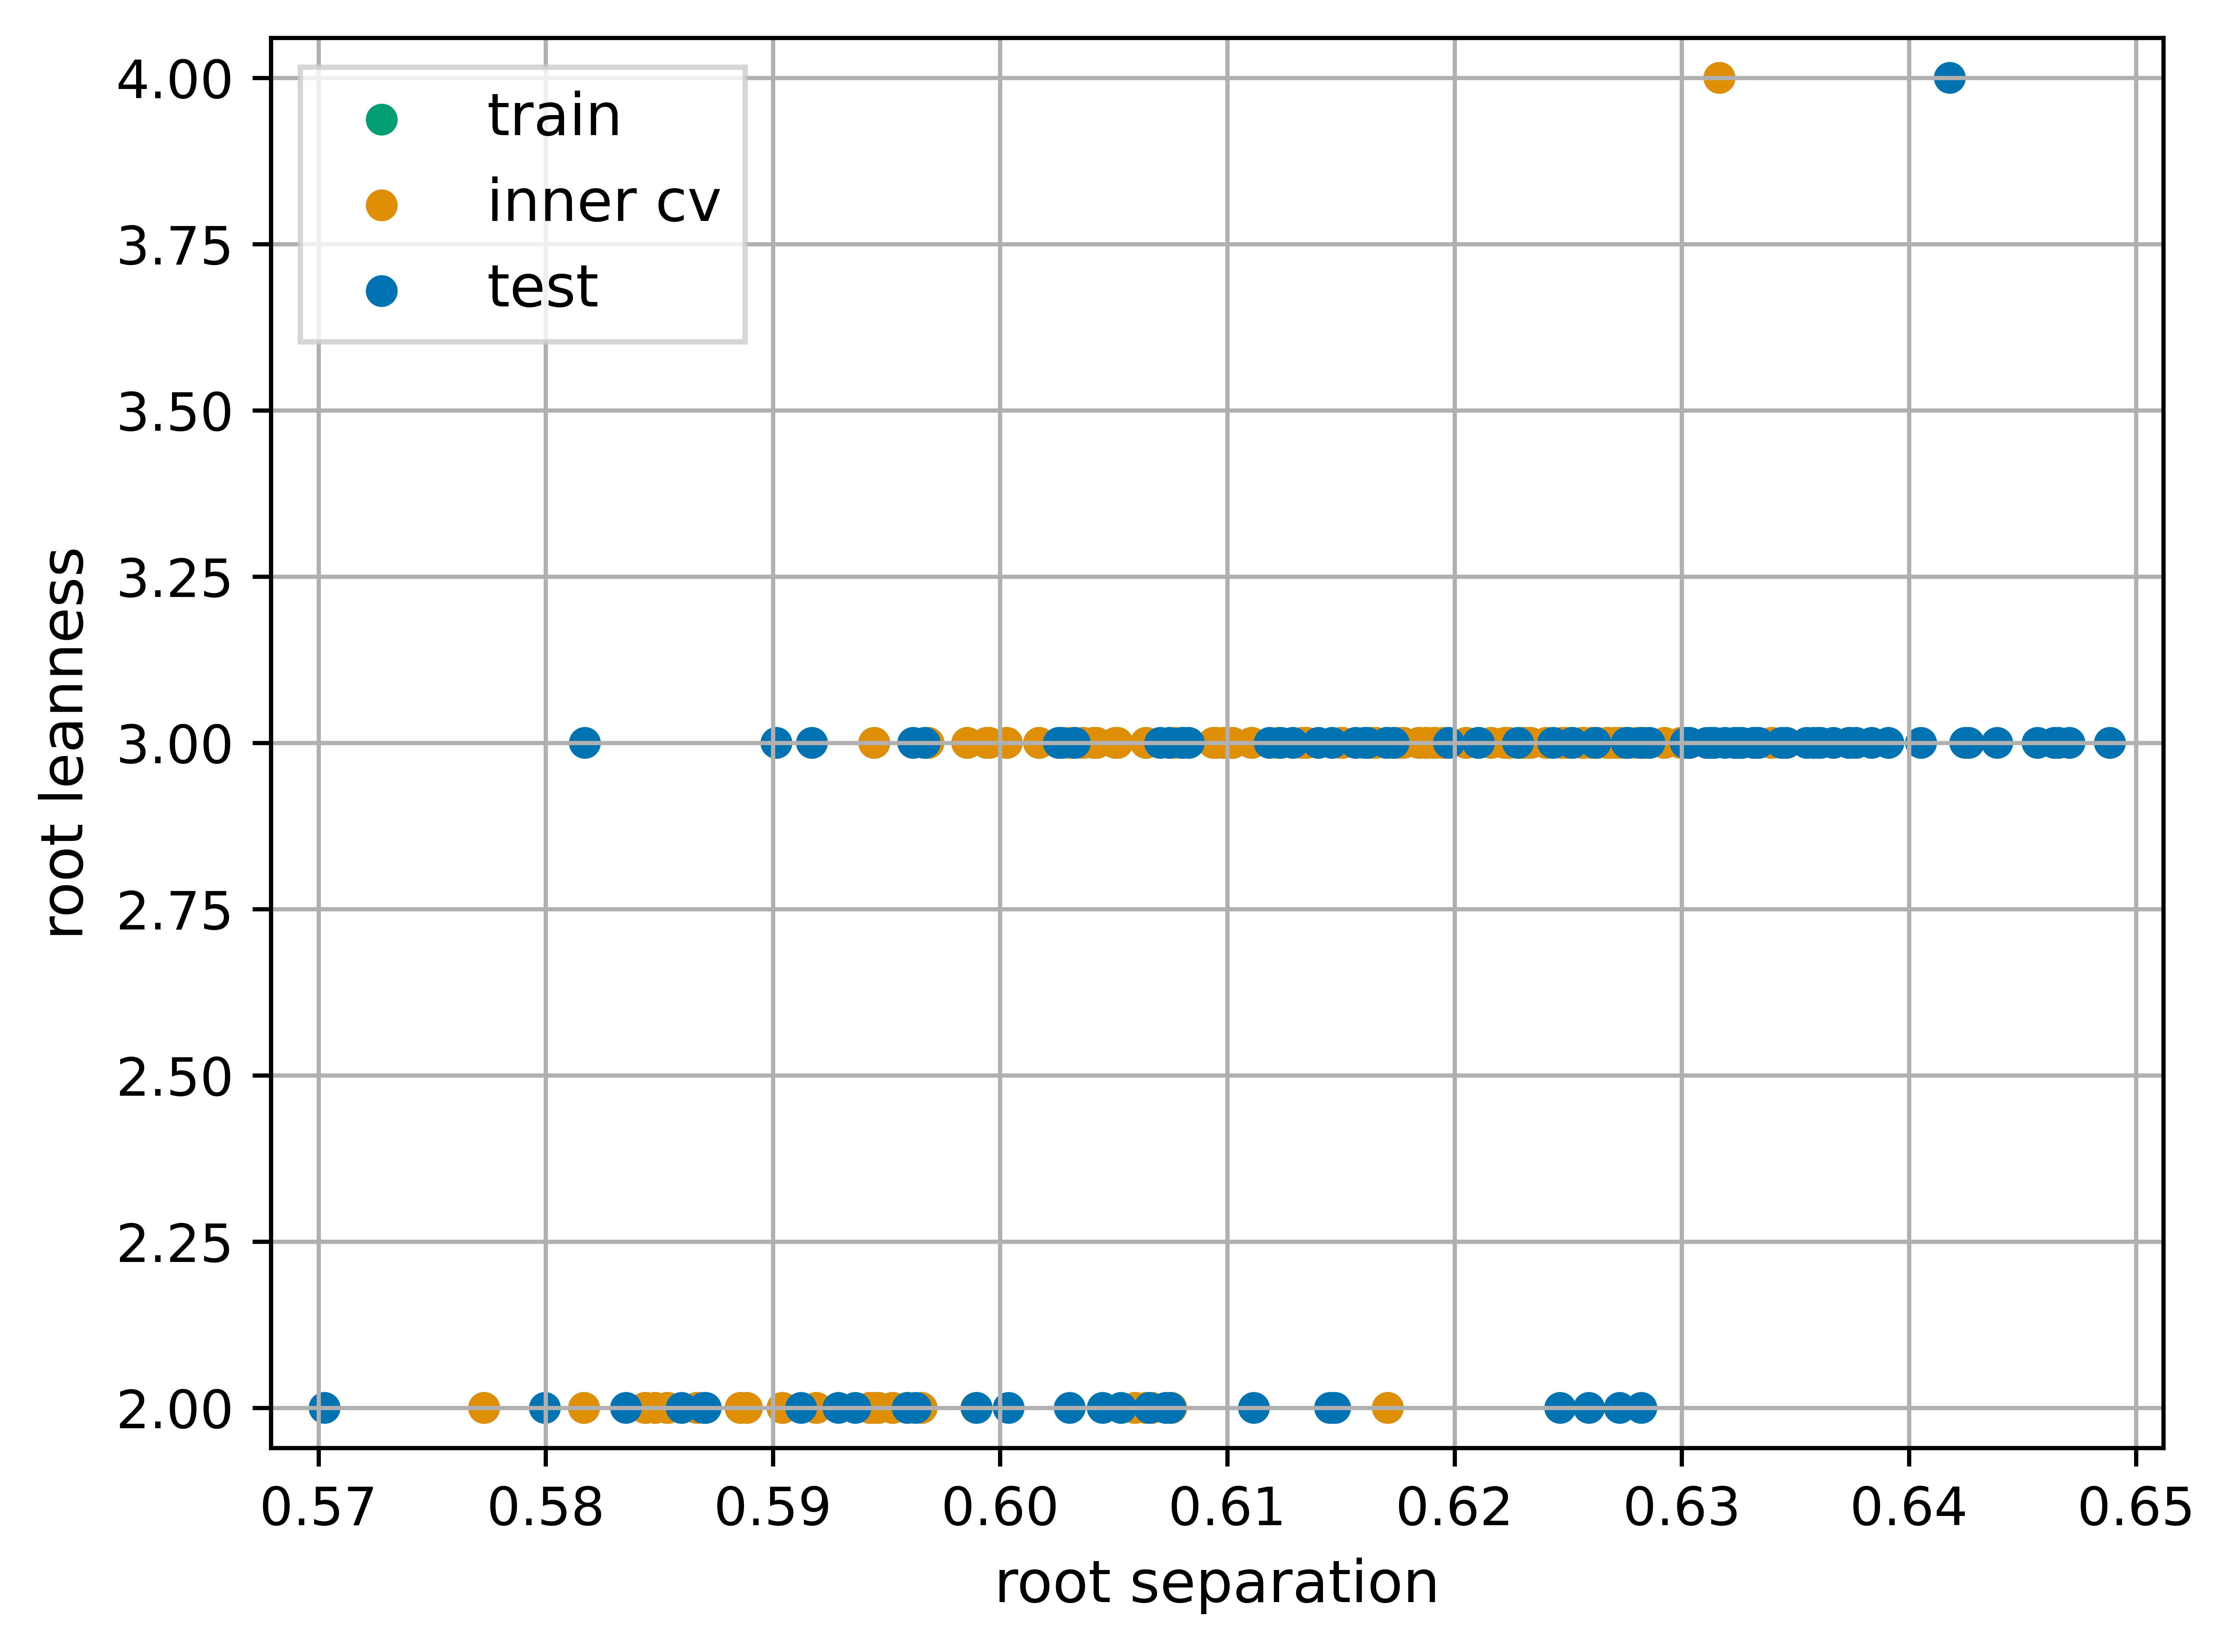 4.00
3.75
3.50
3.25
3.00
2.75
2.50
2.25
2.00
root leanness
train
inner cv
test
0.57 0.58 0.59 0.60 0.61 0.62 0.63 0.64 0.65
root separation